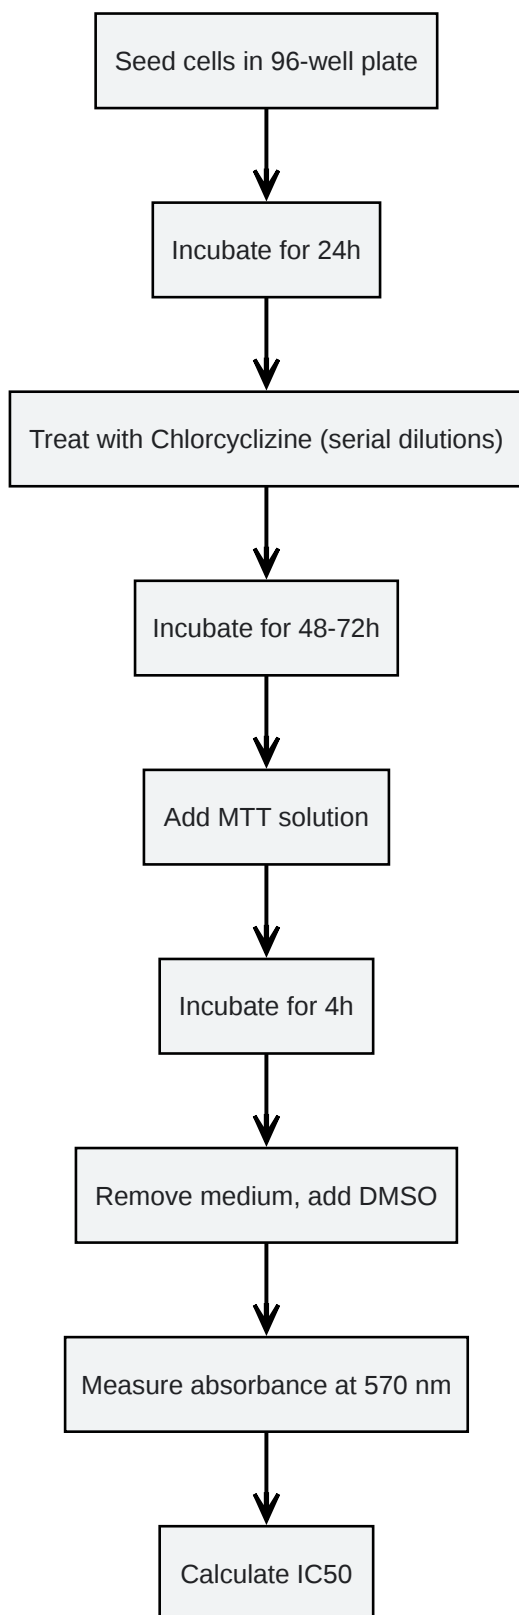 Seed cells in 96-well plate
Incubate for 24h
Treat with Chlorcyclizine (serial dilutions)
Incubate for 48-72h
Add MTT solution
Incubate for 4h
Remove medium, add DMSO
Measure absorbance at 570 nm
Calculate IC50